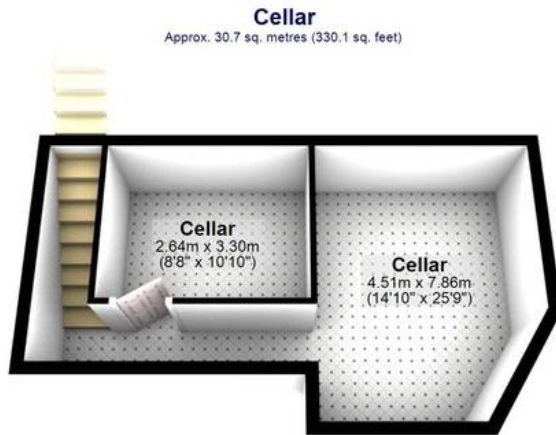 Cellar
Approx. 30.7 sq. metres (330.1 sq. feet)
Cellar
2.64m x 3.30m
(8'8" x 10'10")
Cellar
4.51m x 7.86m
(14'10" x 25'9")